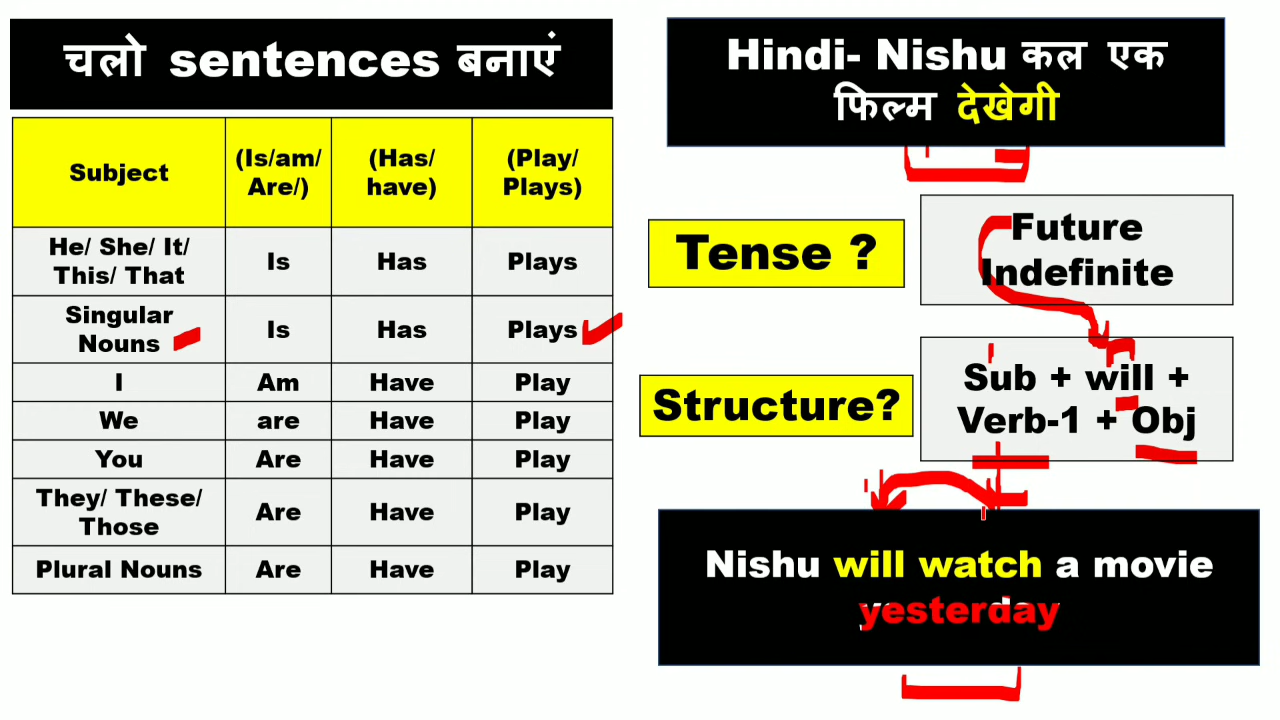 चलो sentences बनाएं
Subject
(Is/am/
Are/)
(Has/
have)
(Play/
Plays)
He/ She/ It/
This/ That
Is
Has
Plays
Singular
Nouns
Is
Has
Plays
I
Am
Have
Play
We
are
Have
Play
You
Are
Have
Play
They/ These/
Those
Are
Have
Play
Plural Nouns
Are
Have
Play
Hindi- Nishu कल एक
फिल्म देखेगी
Tense ?
Future
Indefinite
Structure?
Sub + will +
Verb-1 + Obj
Nishu will watch a movie
yesterday